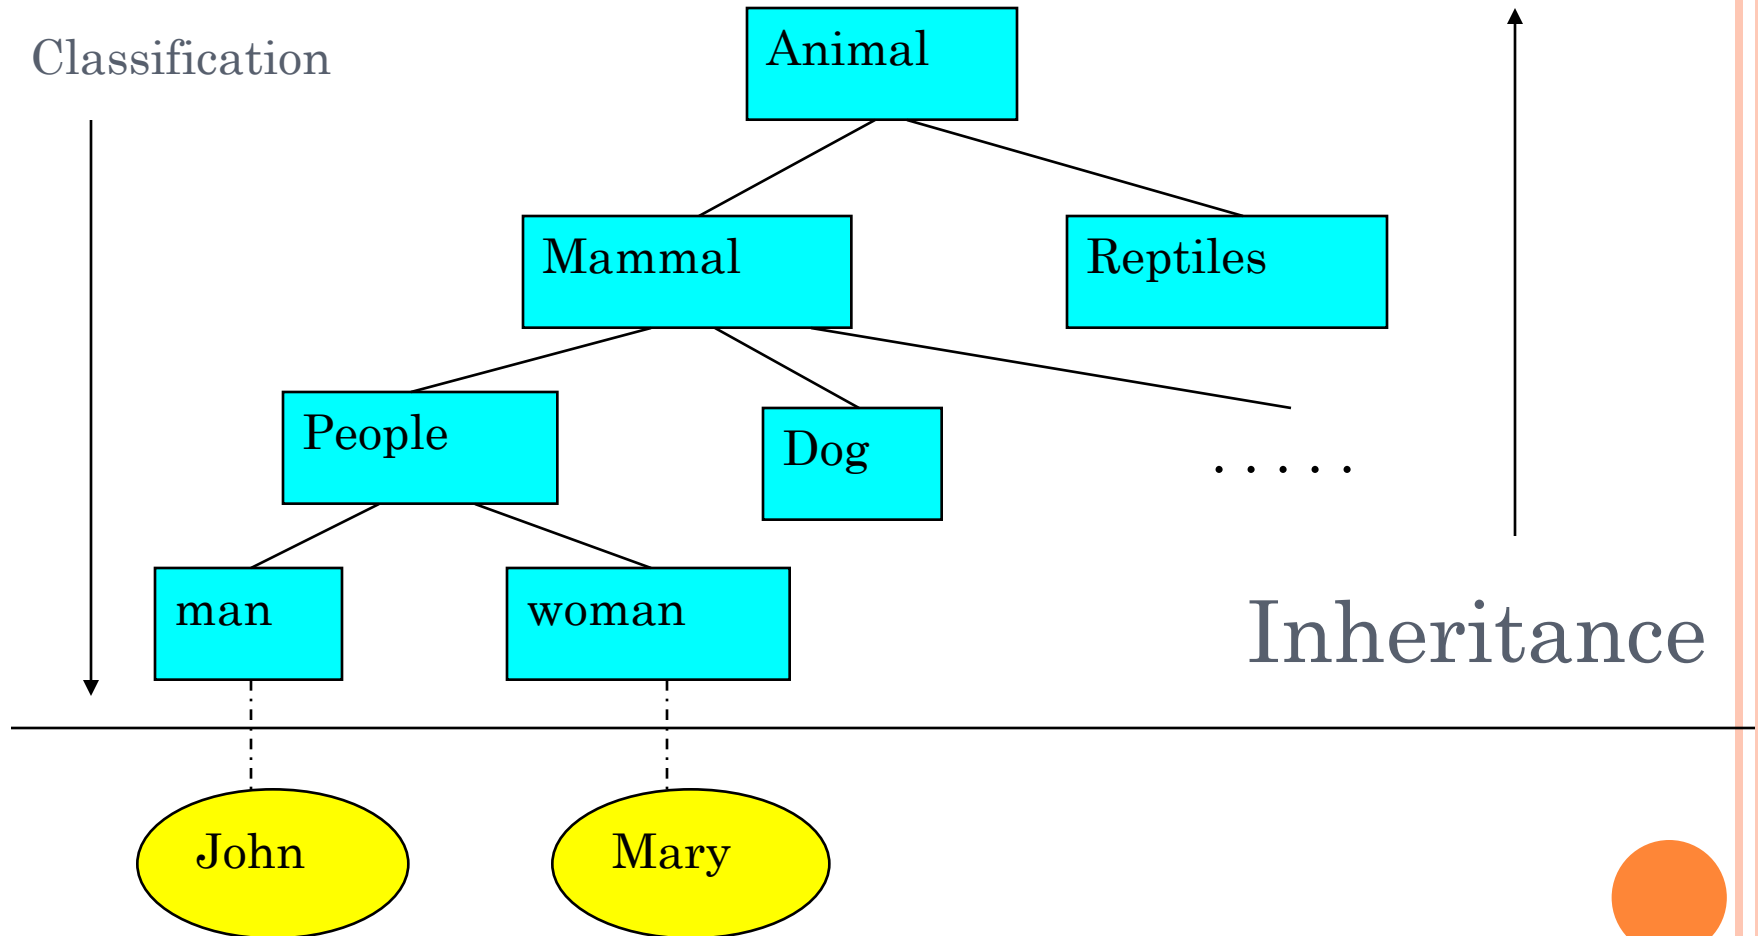 Classification
Animal
Mammal
Reptiles
People
Dog
. . . . .
man
woman
Inheritance
John
Mary